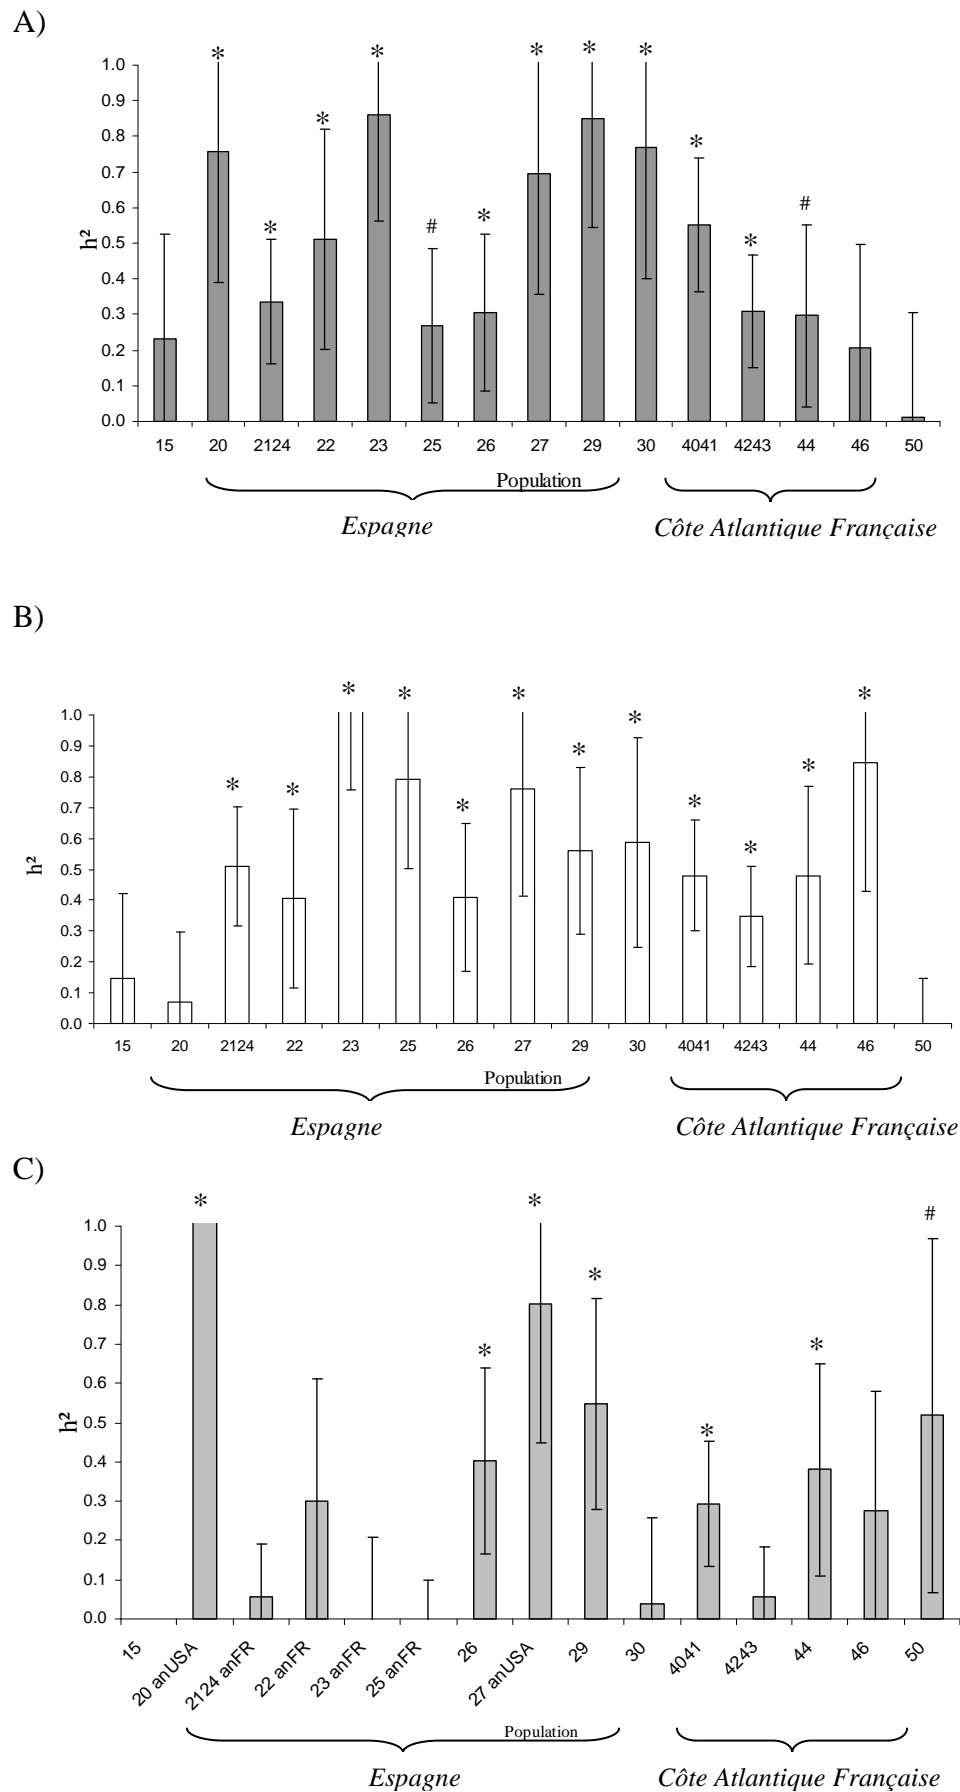 A)
* * * * * *
* * * *
# * #
1.0
0.9
0.8
0.7
0.6
0.5
0.4
0.3
0.2
0.1
0.0
h²
15 20 2124 22 23 25 26 27 29 30 4041 4243 44 46 50
Population
Espagne Côte Atlantique Française
B)
* * * * *
* * * * * * *
1.0
0.9
0.8
0.7
0.6
0.5
0.4
0.3
0.2
0.1
0.0
h²
15 20 2124 22 23 25 26 27 29 30 4041 4243 44 46 50
Population
Espagne Côte Atlantique Française
C)
* * #
* * * *
1.0
0.9
0.8
0.7
0.6
0.5
0.4
0.3
0.2
0.1
0.0
h²
15 20 anUSA 2124 anFR 22 anFR 23 anFR 25 anFR 26 27 anUSA 29 30 4041 4243 44 46 50
Population
Espagne Côte Atlantique Française